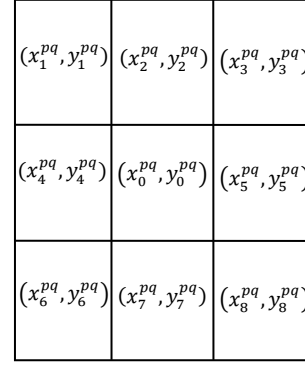 $(x_1^{pq}, y_1^{pq})$ $(x_2^{pq}, y_2^{pq})$ $(x_3^{pq}, y_3^{pq})$
$(x_4^{pq}, y_4^{pq})$ $(x_0^{pq}, y_0^{pq})$ $(x_5^{pq}, y_5^{pq})$
$(x_6^{pq}, y_6^{pq})$ $(x_7^{pq}, y_7^{pq})$ $(x_8^{pq}, y_8^{pq})$